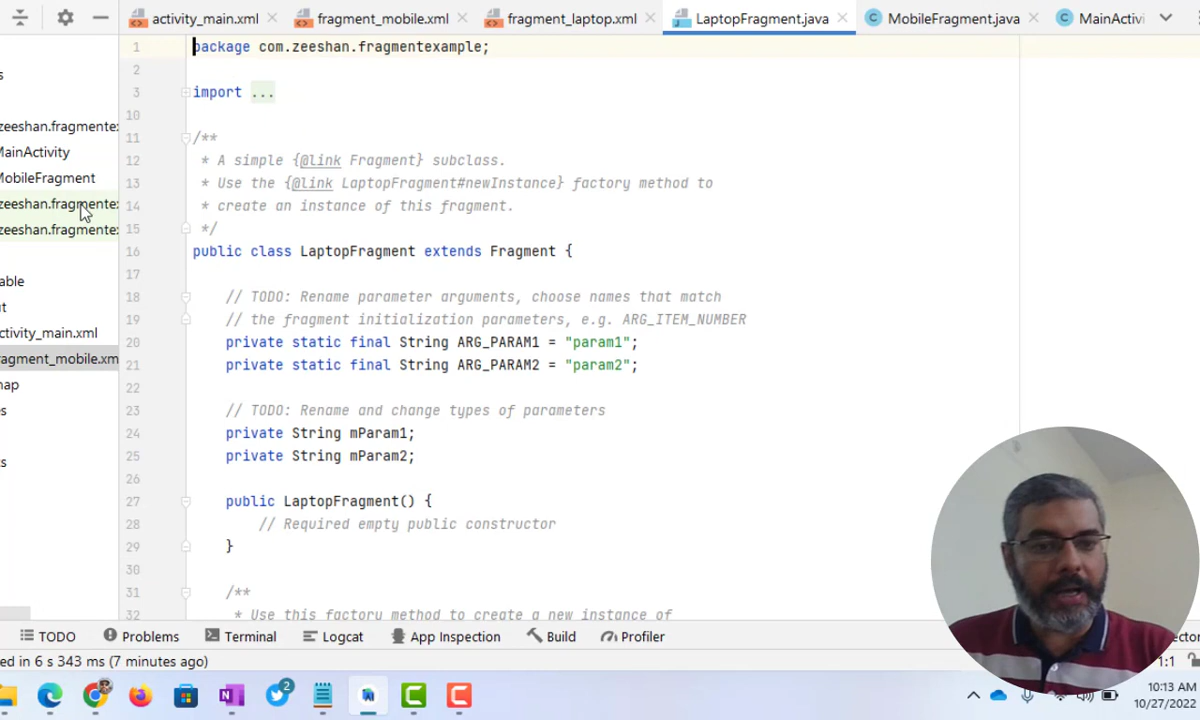 activity_main.xml
fragment_mobile.xml
fragment_laptop.xml
LaptopFragment.java
MobileFragment.java
MainActivi
s
zeeshan.fragmente
MainActivity
MobileFragment
zeeshan.fragmente
zeeshan.fragmente
able
ut
ctivity_main.xml
ragment_mobile.xm
map
es
ts
1 package com.zeeshan.fragmentexample;
2
3 import ...
10
11 /**
12 * A simple {@link Fragment} subclass.
13 * Use the {@link LaptopFragment#newInstance} factory method to
14 * create an instance of this fragment.
15 */
16 public class LaptopFragment extends Fragment {
17
18 // TODO: Rename parameter arguments, choose names that match
19 // the fragment initialization parameters, e.g. ARG_ITEM_NUMBER
20 private static final String ARG_PARAM1 = "param1";
21 private static final String ARG_PARAM2 = "param2";
22
23 // TODO: Rename and change types of parameters
24 private String mParam1;
25 private String mParam2;
26
27 public LaptopFragment() {
28 // Required empty public constructor
29 }
30
31 /**
32 * Use this factory method to create a new instance of
TODO
Problems
Terminal
Logcat
App Inspection
Build
Profiler
ector
ed in 6 s 343 ms (7 minutes ago)
1:1
2
10:13 AM
10/27/2022